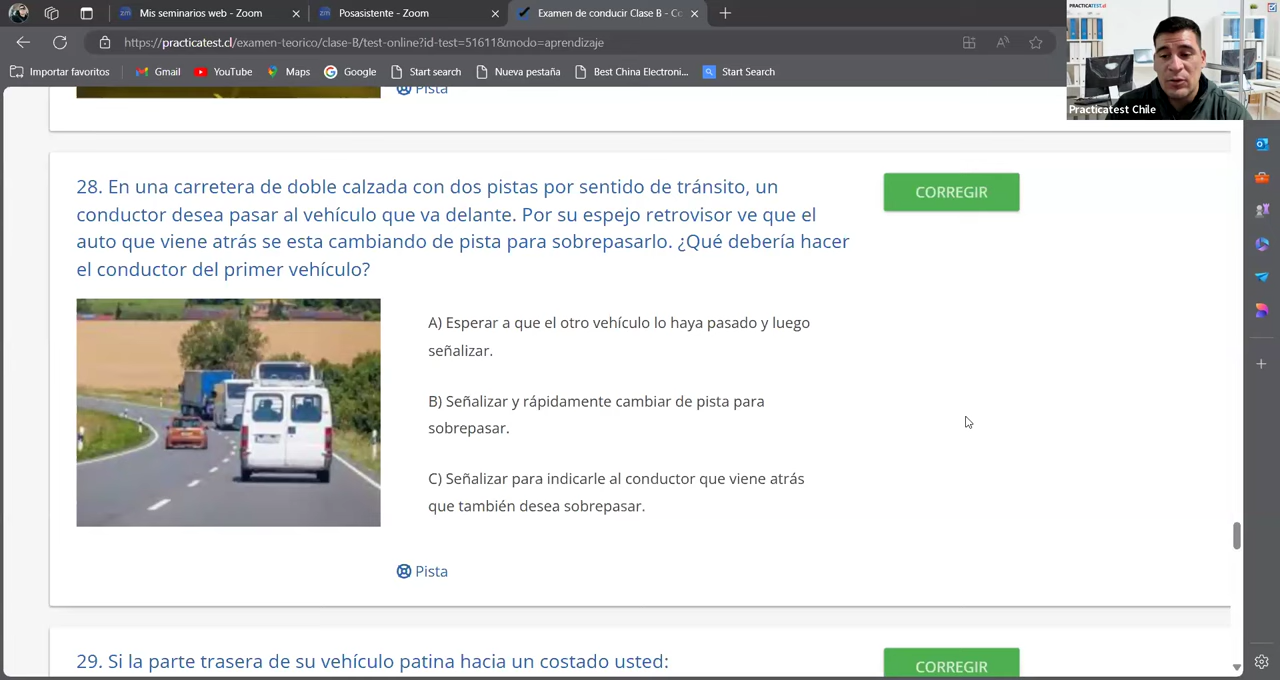 Mis seminarios web - Zoom
Posasistente - Zoom
Examen de conducir Clase B - Co
https://practicatest.cl/examen-teorico/clase-B/test-online?id-test=51611&modo=aprendizaje
Importar favoritos
Gmail
YouTube
Maps
Google
Start search
Nueva pestaña
Best China Electroni...
Start Search
PRACTICATEST.cl
Practicatest Chile
Pista
28. En una carretera de doble calzada con dos pistas por sentido de tránsito, un
conductor desea pasar al vehículo que va delante. Por su espejo retrovisor ve que el
auto que viene atrás se esta cambiando de pista para sobrepasarlo. ¿Qué debería hacer
el conductor del primer vehículo?
CORREGIR
A) Esperar a que el otro vehículo lo haya pasado y luego
señalizar.
B) Señalizar y rápidamente cambiar de pista para
sobrepasar.
C) Señalizar para indicarle al conductor que viene atrás
que también desea sobrepasar.
Pista
29. Si la parte trasera de su vehículo patina hacia un costado usted:
CORREGIR